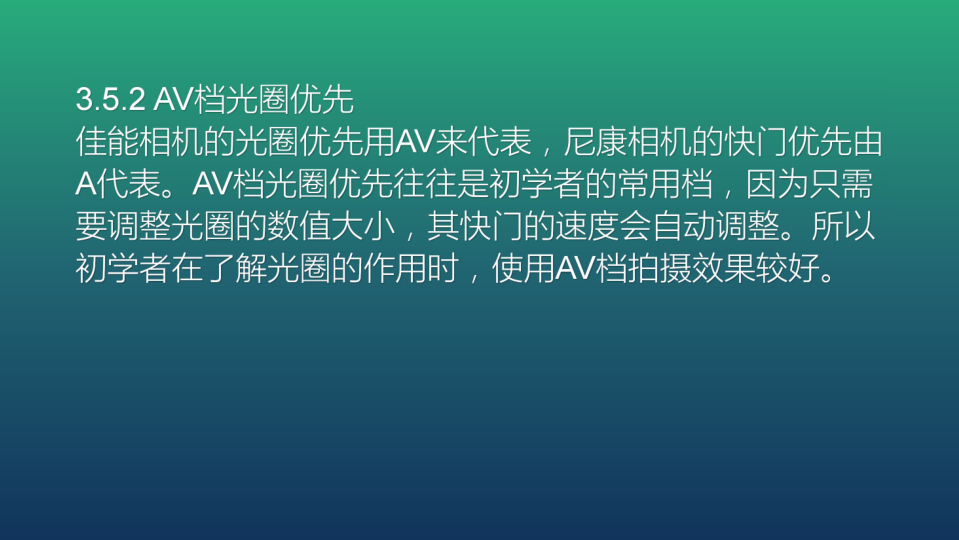 3.5.2 AV档光圈优先
佳能相机的光圈优先用AV来代表，尼康相机的快门优先由
A代表。AV档光圈优先往往是初学者的常用档，因为只需
要调整光圈的数值大小，其快门的速度会自动调整。所以
初学者在了解光圈的作用时，使用AV档拍摄效果较好。